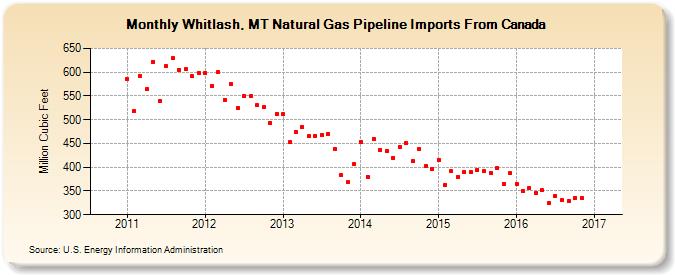 Monthly Whitlash, MT Natural Gas Pipeline Imports From Canada
Million Cubic Feet
650
600
550
500
450
400
350
300
2011 2012 2013 2014 2015 2016 2017
Source: U.S. Energy Information Administration